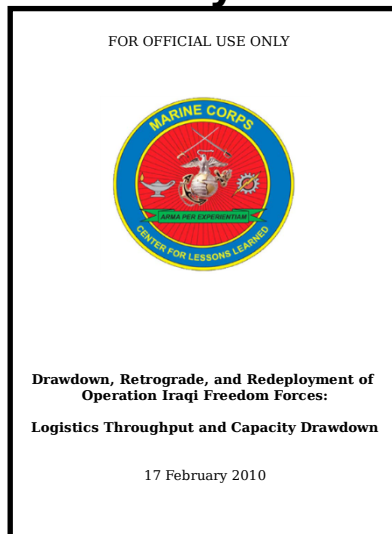 FOR OFFICIAL USE ONLY
MARINE CORPS
ARMA PER EXPERIENTIAM
CENTER FOR LESSONS LEARNED
Drawdown, Retrograde, and Redeployment of
Operation Iraqi Freedom Forces:
Logistics Throughput and Capacity Drawdown
17 February 2010